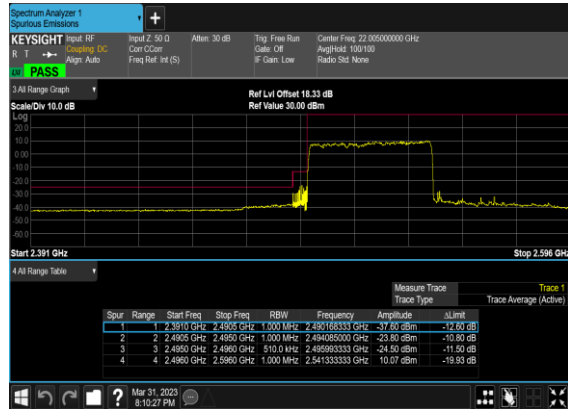 Spectrum Analyzer 1
Spurious Emissions
+
KEYSIGHT Input: RF Input Z: 50 Ω Atten: 30 dB Trig: Free Run Center Freq: 22.005000000 GHz
R T Coupling: DC Corr CCorr Gate: Off Avg|Hold: 100/100
Align: Auto Freq Ref: Int (S) IF Gain: Low Radio Std: None
PASS
3 All Range Graph
Ref Lvl Offset 18.33 dB
Scale/Div 10.0 dB Ref Value 30.00 dBm
Log
20.0
10.0
0.00
-10.0
-20.0
-30.0
-40.0
-50.0
-60.0
Start 2.391 GHz Stop 2.596 GHz
4 All Range Table
Measure Trace Trace 1
Trace Type Trace Average (Active)
Spur Range Start Freq Stop Freq RBW Frequency Amplitude ΔLimit
1 1 2.3910 GHz 2.4905 GHz 1.000 MHz 2.490168333 GHz -37.60 dBm -12.60 dB
2 2 2.4905 GHz 2.4950 GHz 1.000 MHz 2.494085000 GHz -23.80 dBm -10.80 dB
3 3 2.4950 GHz 2.4960 GHz 510.0 kHz 2.495993333 GHz -24.50 dBm -11.50 dB
4 4 2.4960 GHz 2.5960 GHz 1.000 MHz 2.541333333 GHz 10.07 dBm -19.93 dB
? Mar 31, 2023
8:10:27 PM